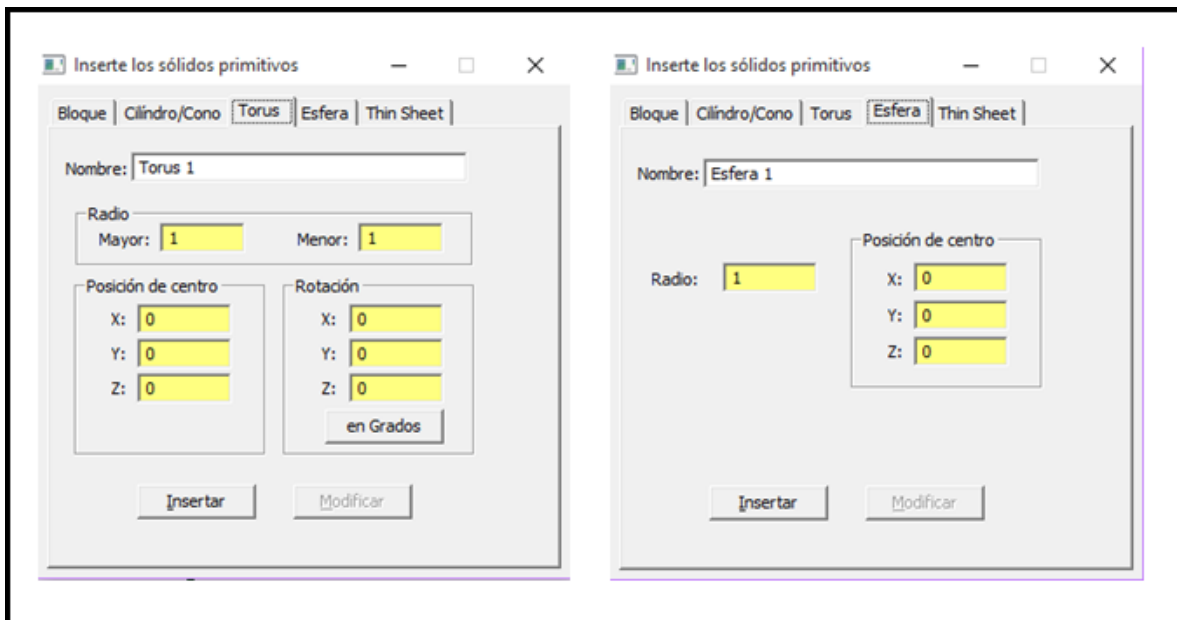 Inserte los sólidos primitivos
Bloque Cilíndro/Cono Torus Esfera Thin Sheet
Nombre: Torus 1
Radio
Mayor: 1 Menor: 1
Posición de centro Rotación
X: 0 X: 0
Y: 0 Y: 0
Z: 0 Z: 0
en Grados
Insertar Modificar
Inserte los sólidos primitivos
Bloque Cilíndro/Cono Torus Esfera Thin Sheet
Nombre: Esfera 1
Posición de centro
Radio: 1 X: 0
Y: 0
Z: 0
Insertar Modificar